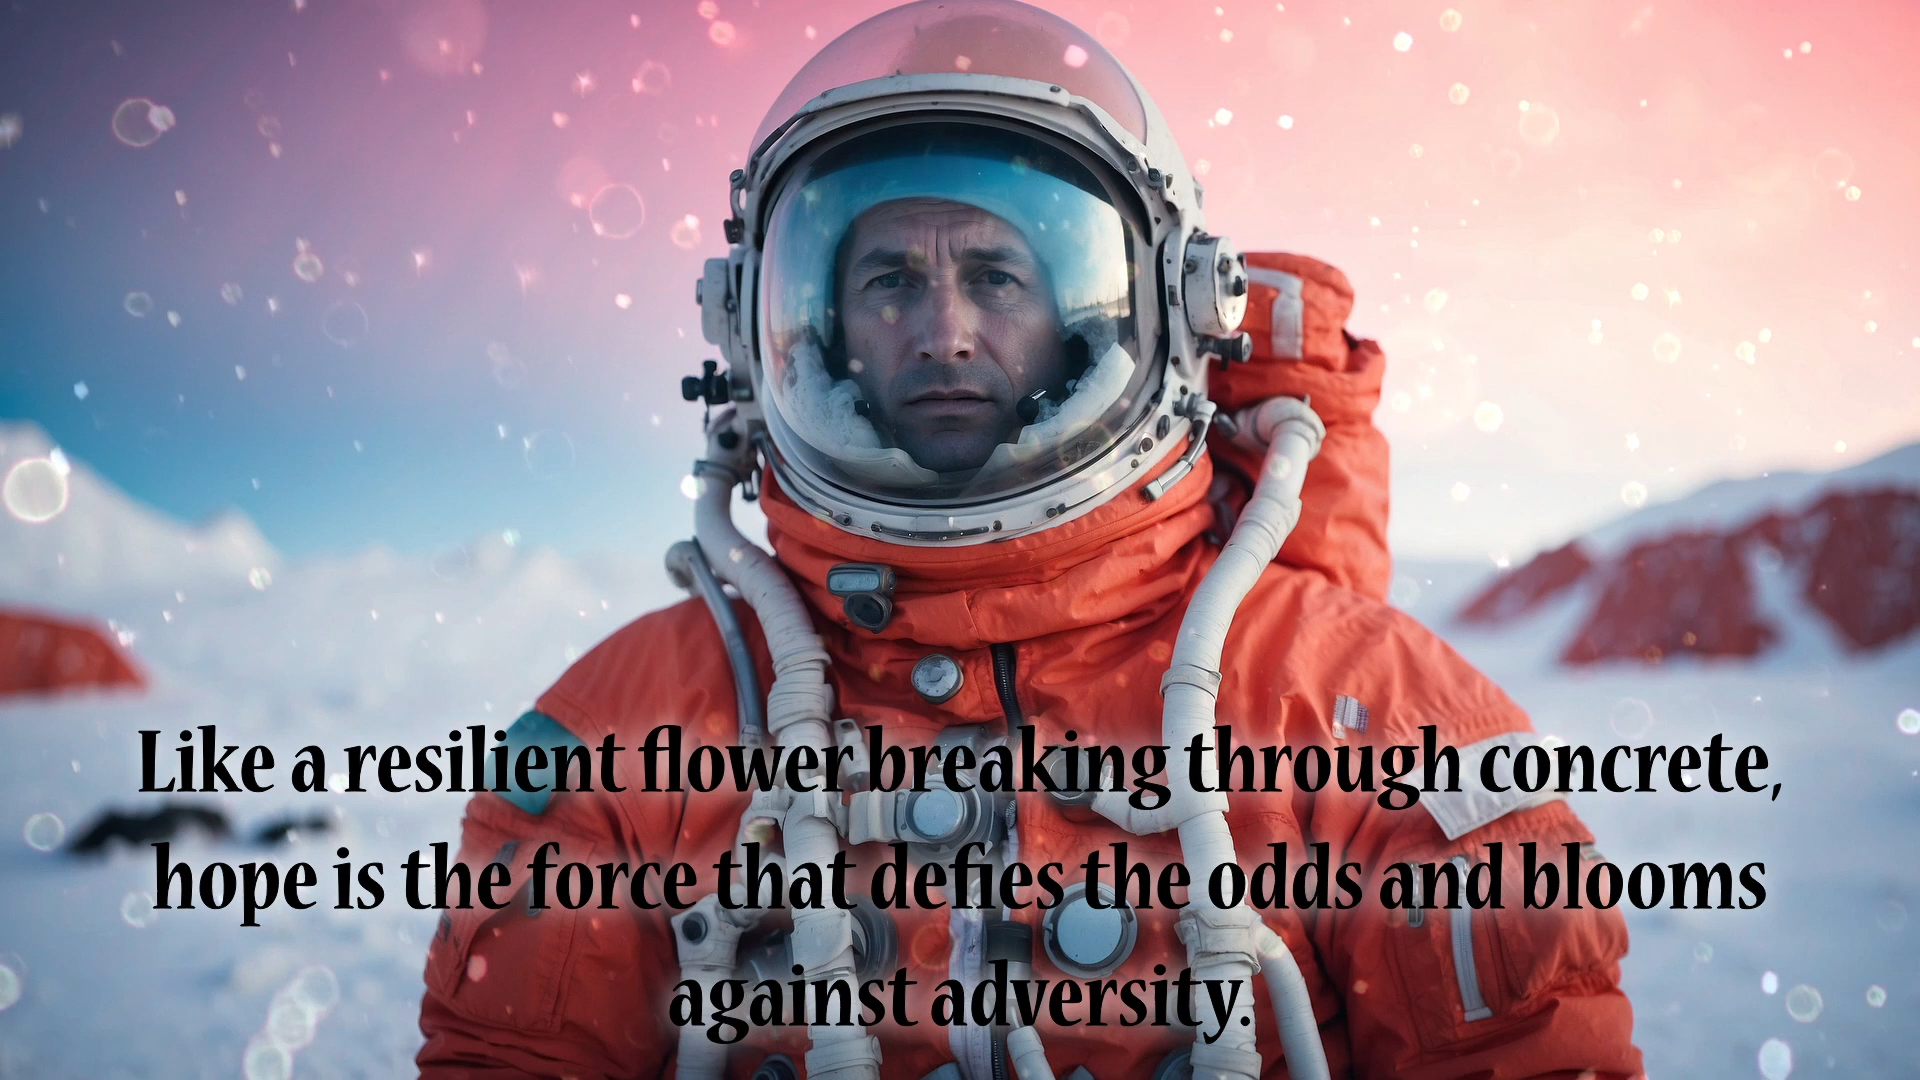 Like a resilient flower breaking through concrete,
hope is the force that defies the odds and blooms
against adversity.